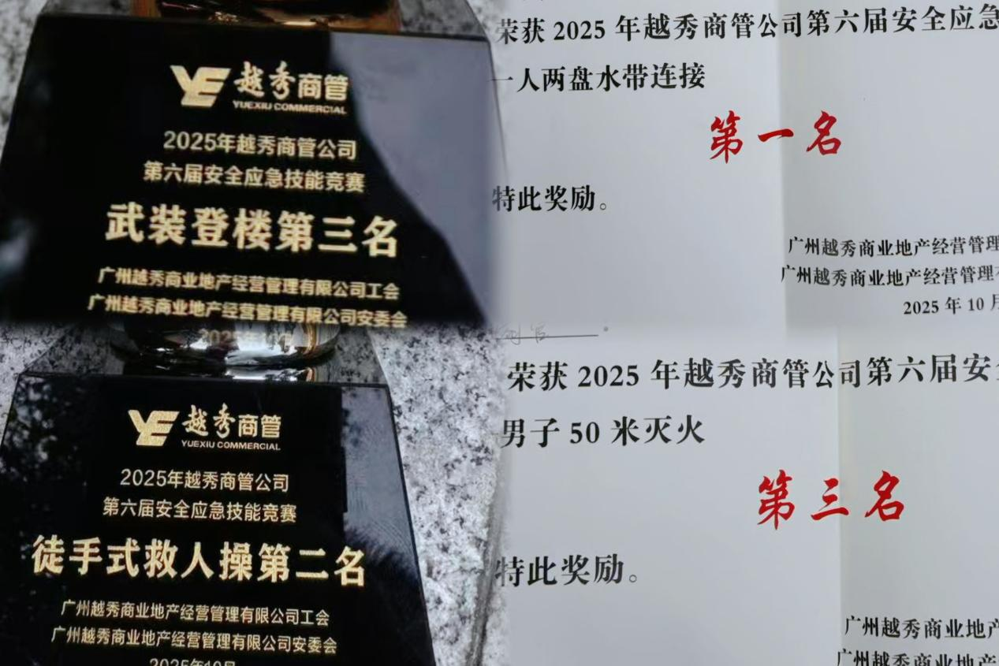 越秀商管
YUEXIU COMMERCIAL
2025年越秀商管公司
第六届安全应急技能竞赛
武装登楼第三名
广州越秀商业地产经营管理有限公司工会
广州越秀商业地产经营管理有限公司安委会
2025年10月
荣获 2025 年越秀商管公司第六届安全应急
一人两盘水带连接
第一名
特此奖励。
广州越秀商业地产经营管理
广州越秀商业地产经营管理有
2025 年 10 月
越秀商管
YUEXIU COMMERCIAL
2025年越秀商管公司
第六届安全应急技能竞赛
徒手式救人操第二名
广州越秀商业地产经营管理有限公司工会
广州越秀商业地产经营管理有限公司安委会
2025年10月
荣获 2025 年越秀商管公司第六届安
男子 50 米灭火
第三名
特此奖励。
广州越秀商业地产
广州越秀商业地